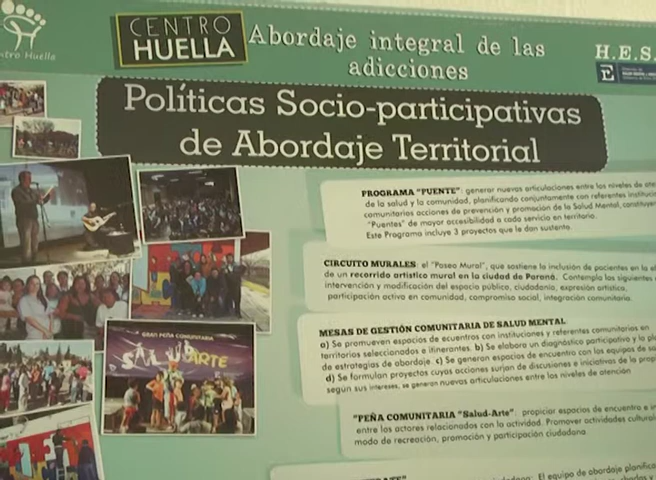 CENTRO
HUELLA
Huella
Abordaje integral de las
adicciones
H.E.S.
Políticas Socio-participativas
de Abordaje Territorial
PROGRAMA "PUENTE": generar nuevas articulaciones entre los niveles de
de la salud y la comunidad, planificando conjuntamente con referentes
comunitarios acciones de prevención y promoción de la Salud Mental,
"Puentes" de mayor accesibilidad a cada servicio en territorio.
Este Programa incluye 3 proyectos que le dan sustento.
CIRCUITO MURALES: el "Paseo Mural", que sostiene la inclusión de pacientes en la
de un recorrido artístico mural en la ciudad de Paraná. Contempla las siguientes
intervención y modificación del espacio público, ciudadanía, expresión artística,
participación activa en comunidad, compromiso social, integración comunitaria.
MESAS DE GESTIÓN COMUNITARIA DE SALUD MENTAL
a) Se promueven espacios de ecuentros con instituciones y referentes comunitarios en
territorios seleccionados e itinerantes. b) Se elabora un diagnóstico participativo y la
de estrategias de abordaje. c) Se generan espacios de encuentro con los equipos de
d) Se formulan proyectos cuyas acciones surjan de discusiones e iniciativas de la
según sus intereses, se generan nuevas articulaciones entre los niveles de atención
GRAN PEÑA COMUNITARIA
SALUD ARTE
"PEÑA COMUNITARIA "Salud-Arte": propiciar espacios de encuentro e
entre los actores relacionados con la actividad. Promover actividades
modo de recreación, promoción y participación ciudadana.
El equipo de abordaje